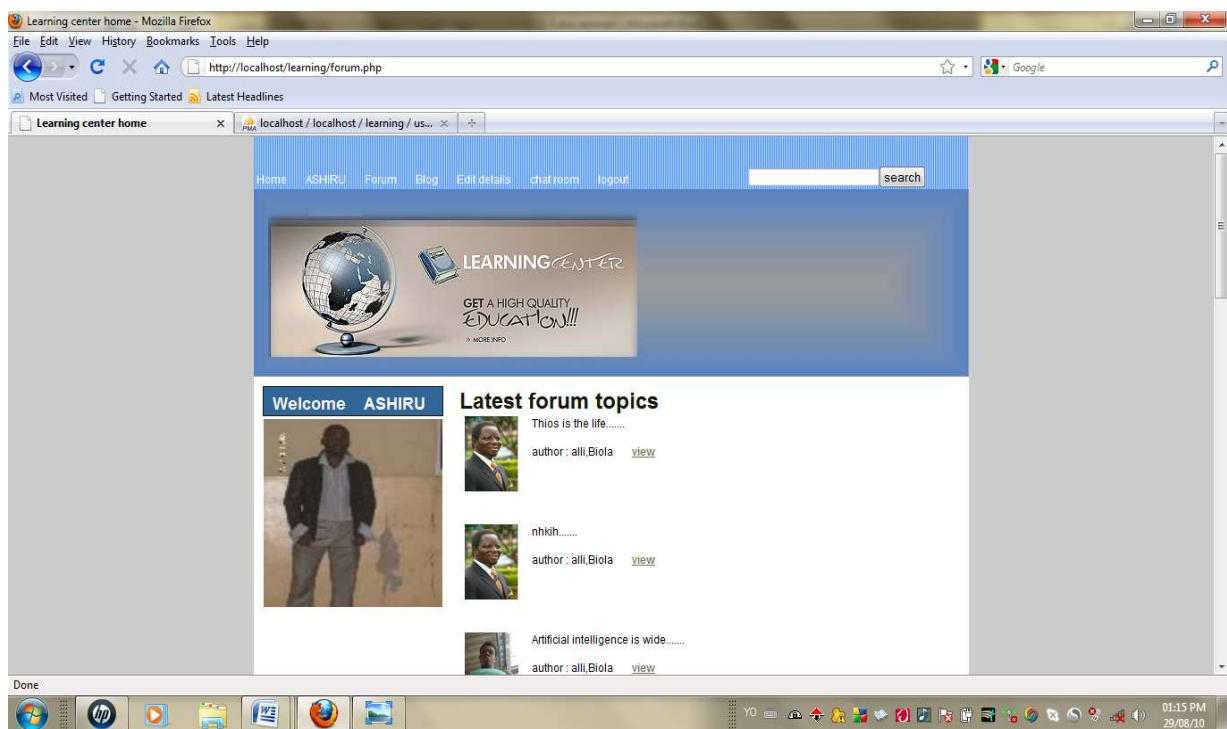 Learning center home - Mozilla Firefox
File Edit View History Bookmarks Tools Help
http://localhost/learning/forum.php
Google
Most Visited Getting Started Latest Headlines
Learning center home
PMA localhost / localhost / learning / us...
Home ASHIRU Forum Blog Edit details chat room logout
search
LEARNING CENTER
GET A HIGH QUALITY
EDUCATION!!!
» MORE INFO
Welcome ASHIRU
Latest forum topics
Thios is the life.......
author : alli,Biola view
nhkih.......
author : alli,Biola view
Artificial intelligence is wide.......
author : alli,Biola view
Done
YO
01:15 PM
29/08/10